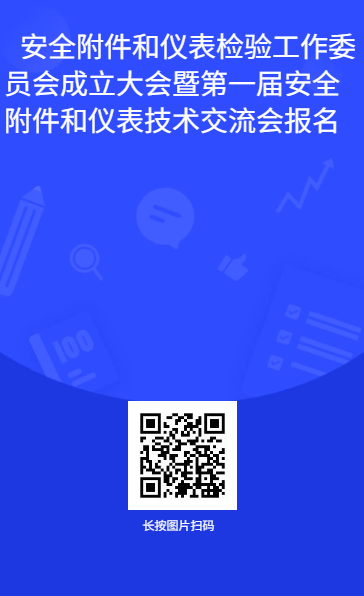 安全附件和仪表检验工作委
员会成立大会暨第一届安全
附件和仪表技术交流会报名
100
长按图片扫码